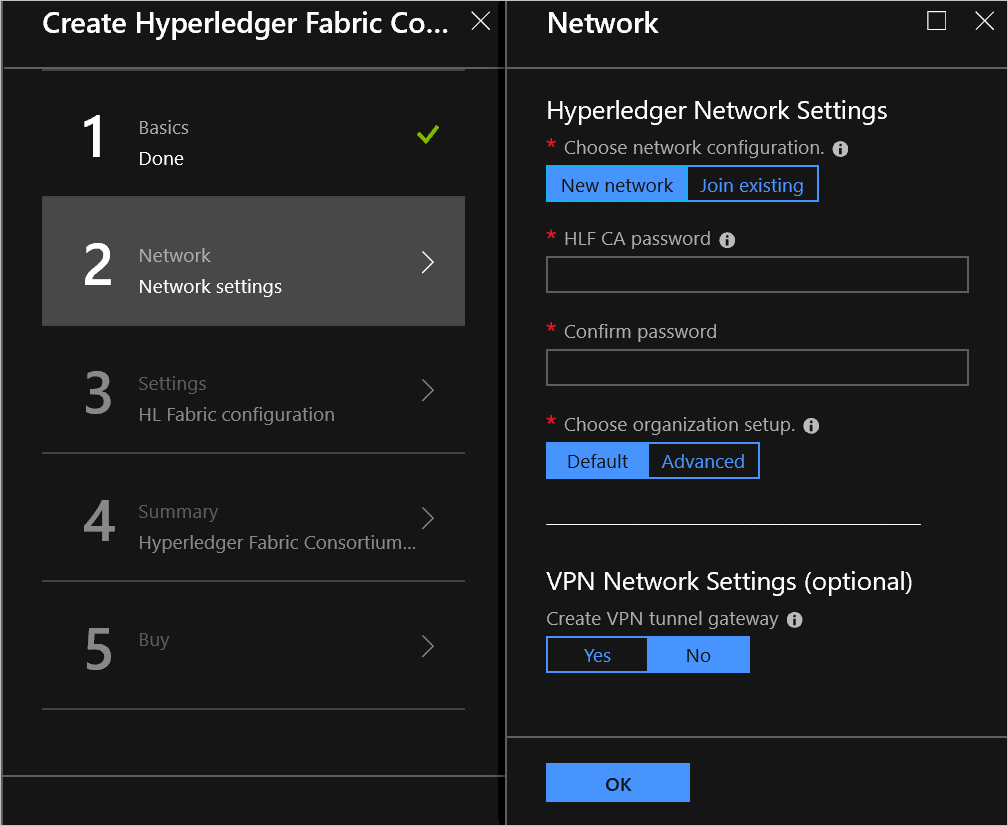 Create Hyperledger Fabric Co...
1
Basics
Done
2
Network
Network settings
3
Settings
HL Fabric configuration
4
Summary
Hyperledger Fabric Consortium...
5
Buy
Network
Hyperledger Network Settings
* Choose network configuration.
New network Join existing
* HLF CA password
* Confirm password
* Choose organization setup.
Default Advanced
VPN Network Settings (optional)
Create VPN tunnel gateway
Yes No
OK